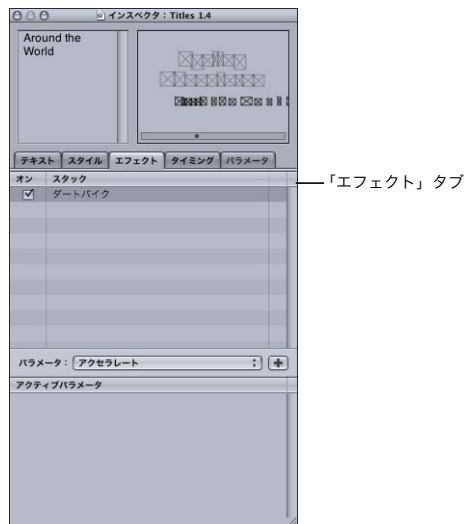 インスペクタ：Titles 1.4
Around the
World
テキスト スタイル エフェクト タイミング パラメータ
オン スタック
ダートバイク
「エフェクト」タブ
パラメータ： アクセラレート
アクティブパラメータ